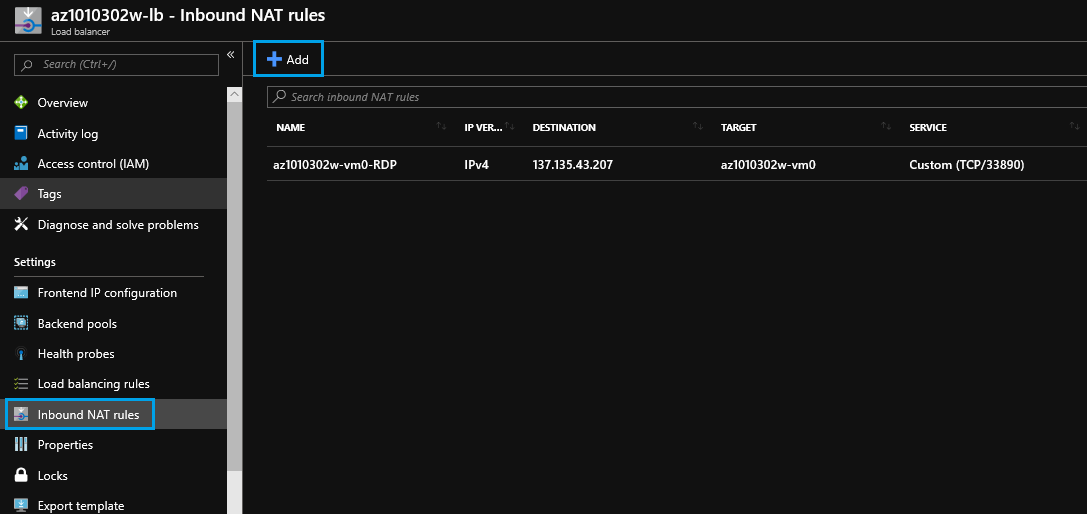 az1010302w-lb - Inbound NAT rules
Load balancer
Search (Ctrl+/)
«
Overview
Activity log
Access control (IAM)
Tags
Diagnose and solve problems
Settings
Frontend IP configuration
Backend pools
Health probes
Load balancing rules
Inbound NAT rules
Properties
Locks
Export template
Add
Search inbound NAT rules
NAME IP VER... DESTINATION TARGET SERVICE
az1010302w-vm0-RDP IPv4 137.135.43.207 az1010302w-vm0 Custom (TCP/33890)